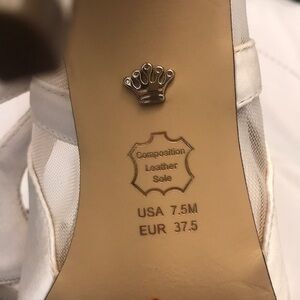 Composition
Leather
Sole
USA 7.5M
EUR 37.5